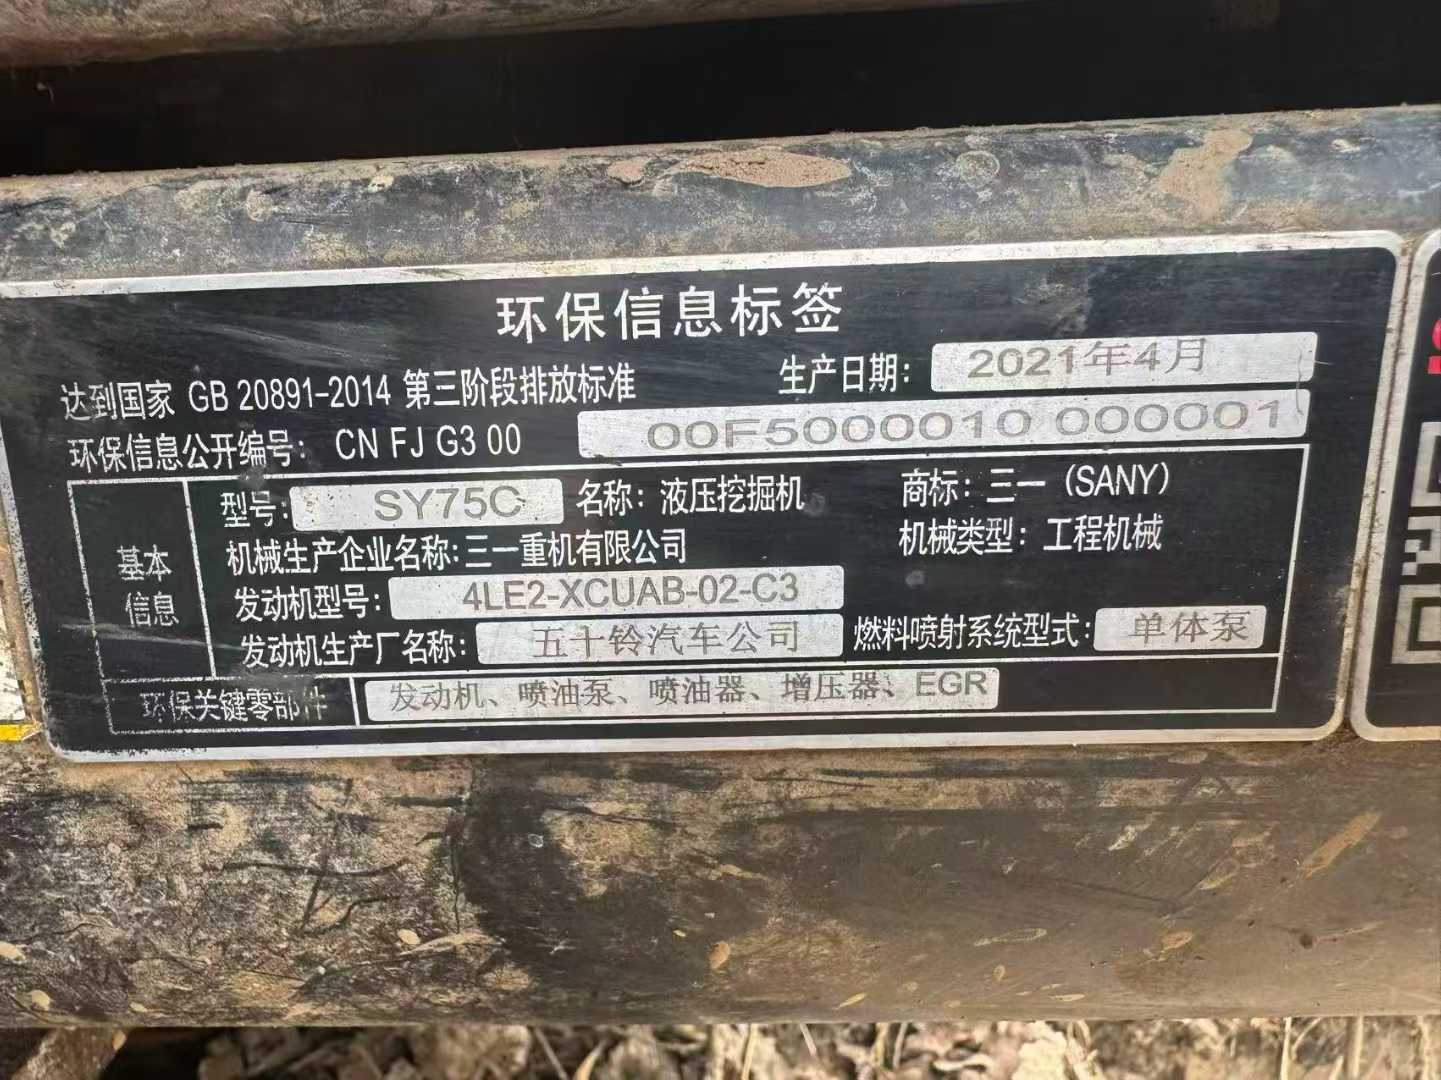 环保信息标签
达到国家 GB 20891-2014 第三阶段排放标准 生产日期: 2021年4月
环保信息公开编号: CN FJ G3 00 00F5000010 000001
基本信息
型号: SY75C 名称: 液压挖掘机 商标: 三一 (SANY)
机械生产企业名称: 三一重机有限公司 机械类型: 工程机械
发动机型号: 4LE2-XCUAB-02-C3
发动机生产厂名称: 五十铃汽车公司 燃料喷射系统型式: 单体泵
环保关键零部件 发动机、喷油泵、喷油器、增压器、EGR